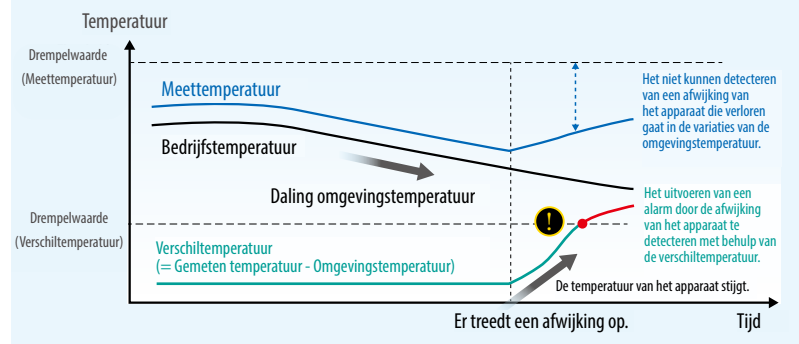 Temperatuur
Drempelwaarde
(Meettemperatuur)
Meettemperatuur
Het niet kunnen detecteren
van een afwijking van
het apparaat die verloren
gaat in de variaties van de
omgevingstemperatuur.
Bedrijfstemperatuur
Daling omgevingstemperatuur
Drempelwaarde
(Verschiltemperatuur)
!
Het uitvoeren van een
alarm door de afwijking
van het apparaat te
detecteren met behulp van
de verschiltemperatuur.
Verschiltemperatuur
(= Gemeten temperatuur - Omgevingstemperatuur)
De temperatuur van het apparaat stijgt.
Er treedt een afwijking op.
Tijd